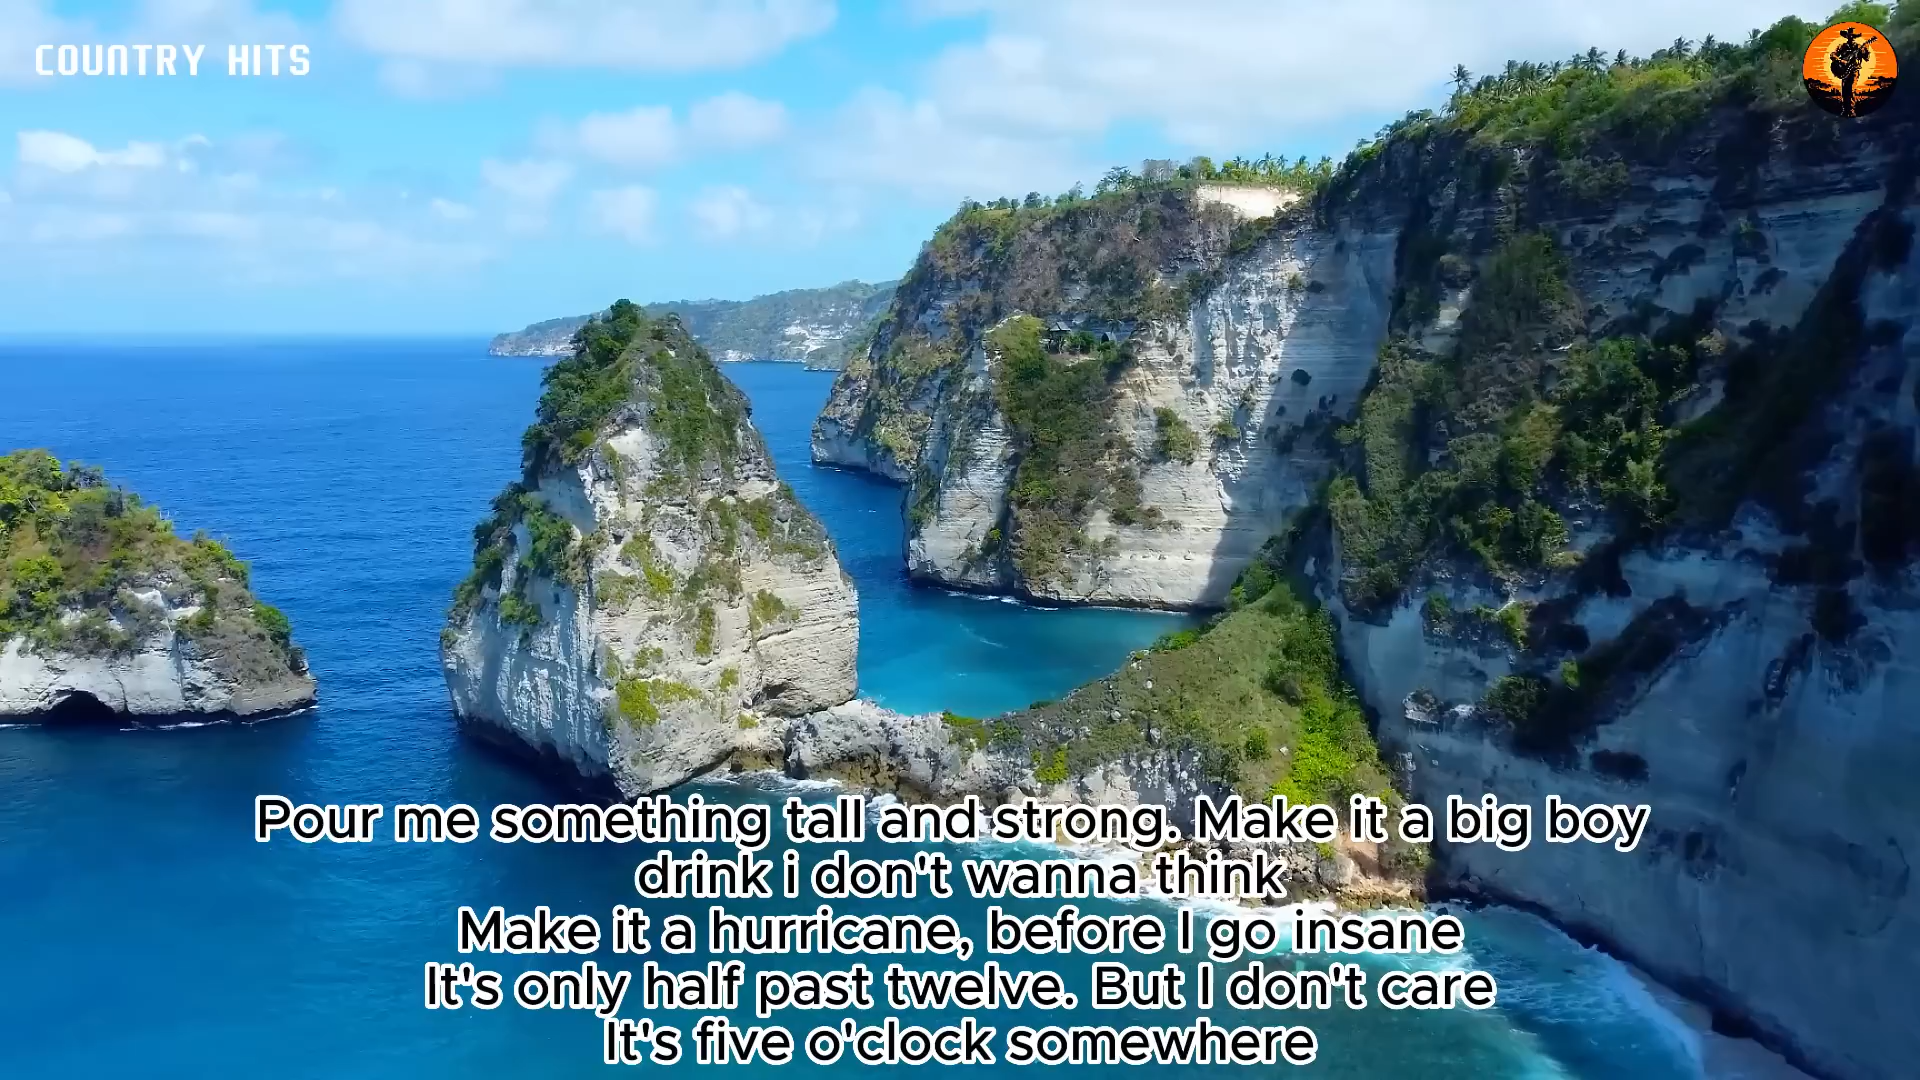 COUNTRY HITS
Pour me something tall and strong. Make it a big boy
drink i don't wanna think
Make it a hurricane, before I go insane
It's only half past twelve. But I don't care
It's five o'clock somewhere